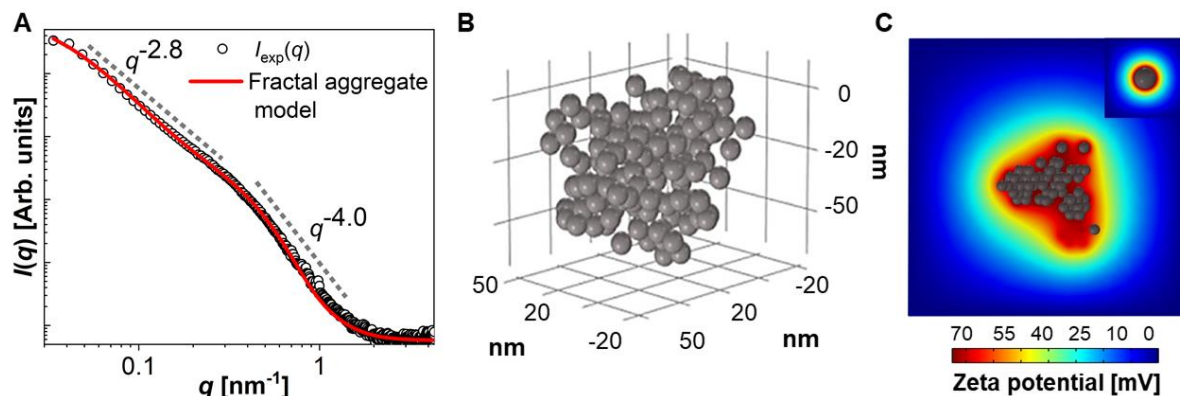 A
q-2.8
Iexp(q)
Fractal aggregate
model
q-4.0
I(q) [Arb. units]
0.1
1
q [nm-1]
B
0
-20
-50
nm
50
20
-20
nm
-20
20
50
nm
C
70 55 40 25 10 0
Zeta potential [mV]